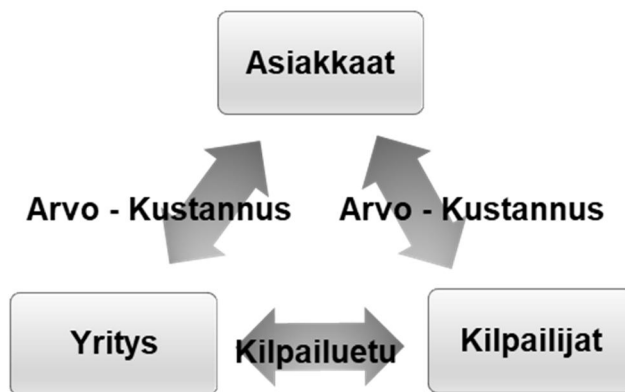 Asiakkaat
Arvo - Kustannus
Arvo - Kustannus
Yritys
Kilpailuetu
Kilpailijat